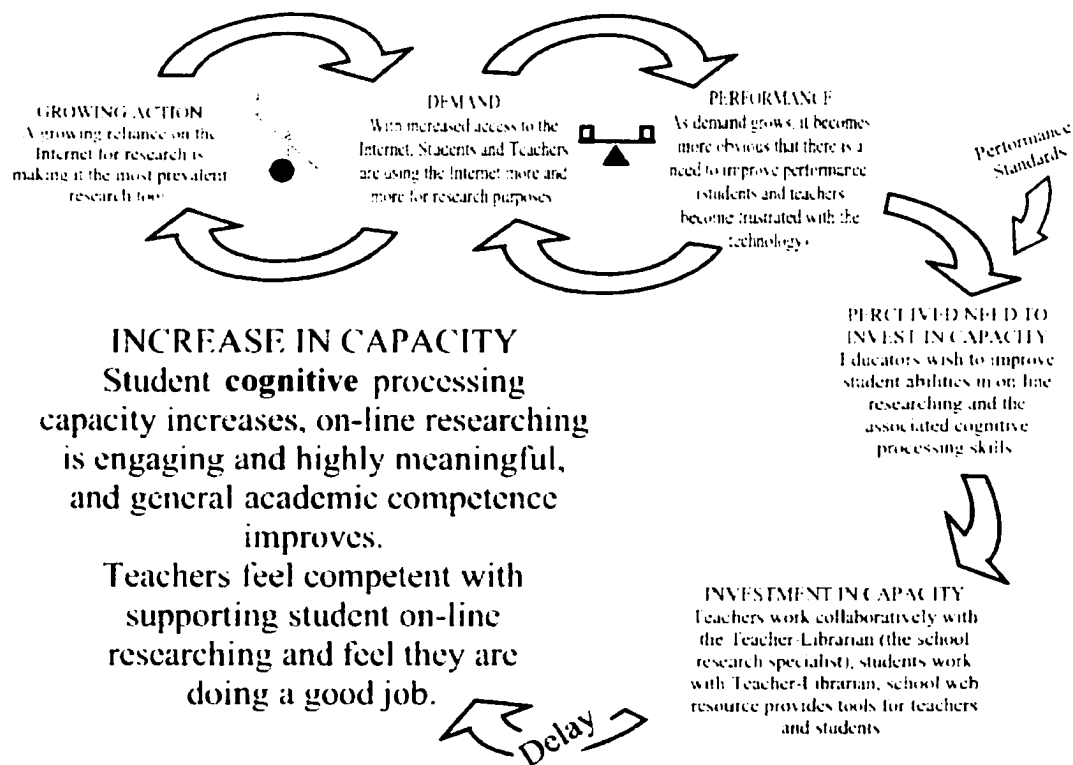 GROWING ACTION
A growing reliance on the
Internet for research is
making it the most prevalent
research tool
DEMAND
With increased access to the
Internet, Students and Teachers
are using the Internet more and
more for research purposes
PERFORMANCE
As demand grows, it becomes
more obvious that there is a
need to improve performance
(students and teachers
become frustrated with the
technology)
Performance
Standards
PERCEIVED NEED TO
INVEST IN CAPACITY
Educators wish to improve
student abilities in on line
researching and the
associated cognitive
processing skills
INVESTMENT IN CAPACITY
Teachers work collaboratively with
the Teacher-Librarian (the school
research specialist), students work
with Teacher-Librarian, school web
resource provides tools for teachers
and students
Delay
INCREASE IN CAPACITY
Student cognitive processing
capacity increases, on-line researching
is engaging and highly meaningful,
and general academic competence
improves.
Teachers feel competent with
supporting student on-line
researching and feel they are
doing a good job.